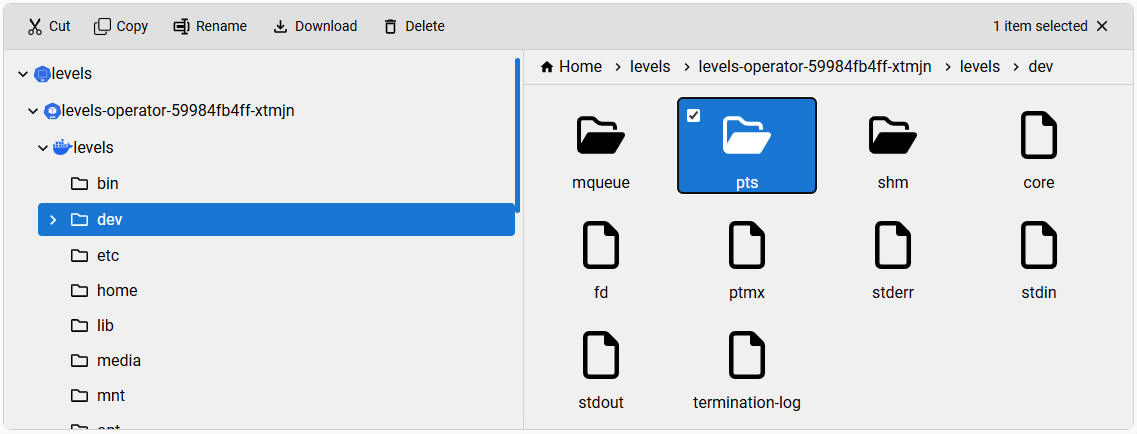 Cut Copy Rename Download Delete 1 item selected
levels
levels-operator-59984fb4ff-xtmjn
levels
bin
dev
etc
home
lib
media
mnt
Home levels levels-operator-59984fb4ff-xtmjn levels dev
mqueue pts shm core
fd ptmx stderr stdin
stdout termination-log